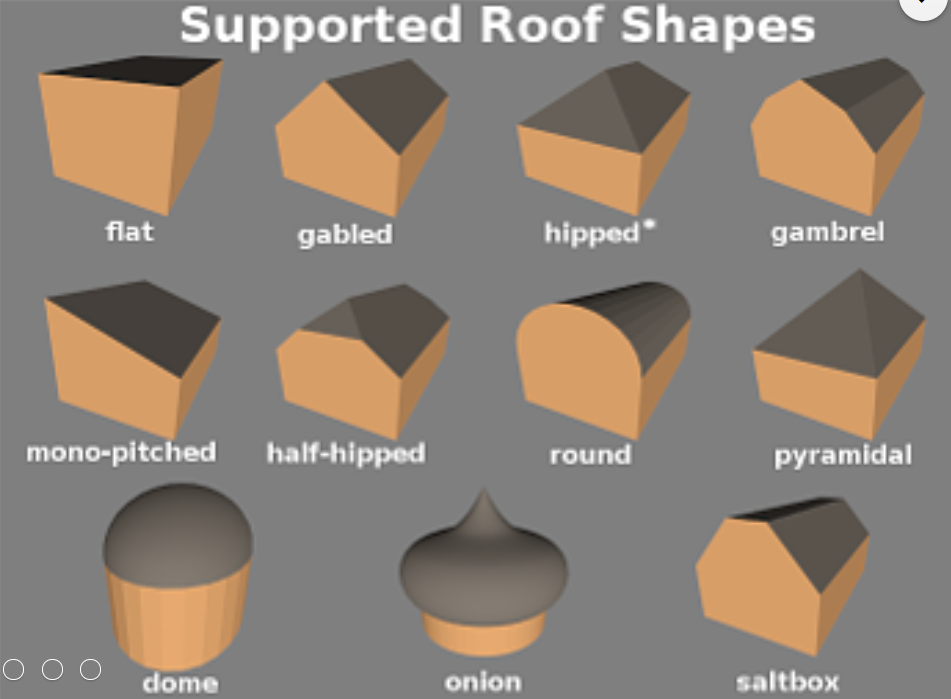 Supported Roof Shapes
flat
gabled
hipped*
gambrel
mono-pitched
half-hipped
round
pyramidal
dome
onion
saltbox